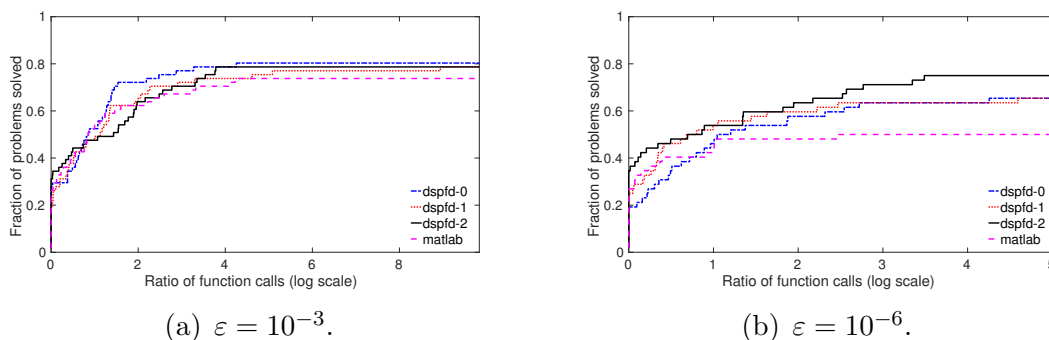 Fraction of problems solved
1
0.8
0.6
0.4
0.2
0
0 2 4 6 8
Ratio of function calls (log scale)
dspfd-0
dspfd-1
dspfd-2
matlab
(a) ε = 10⁻³.
Fraction of problems solved
1
0.8
0.6
0.4
0.2
0
0 1 2 3 4 5
Ratio of function calls (log scale)
dspfd-0
dspfd-1
dspfd-2
matlab
(b) ε = 10⁻⁶.